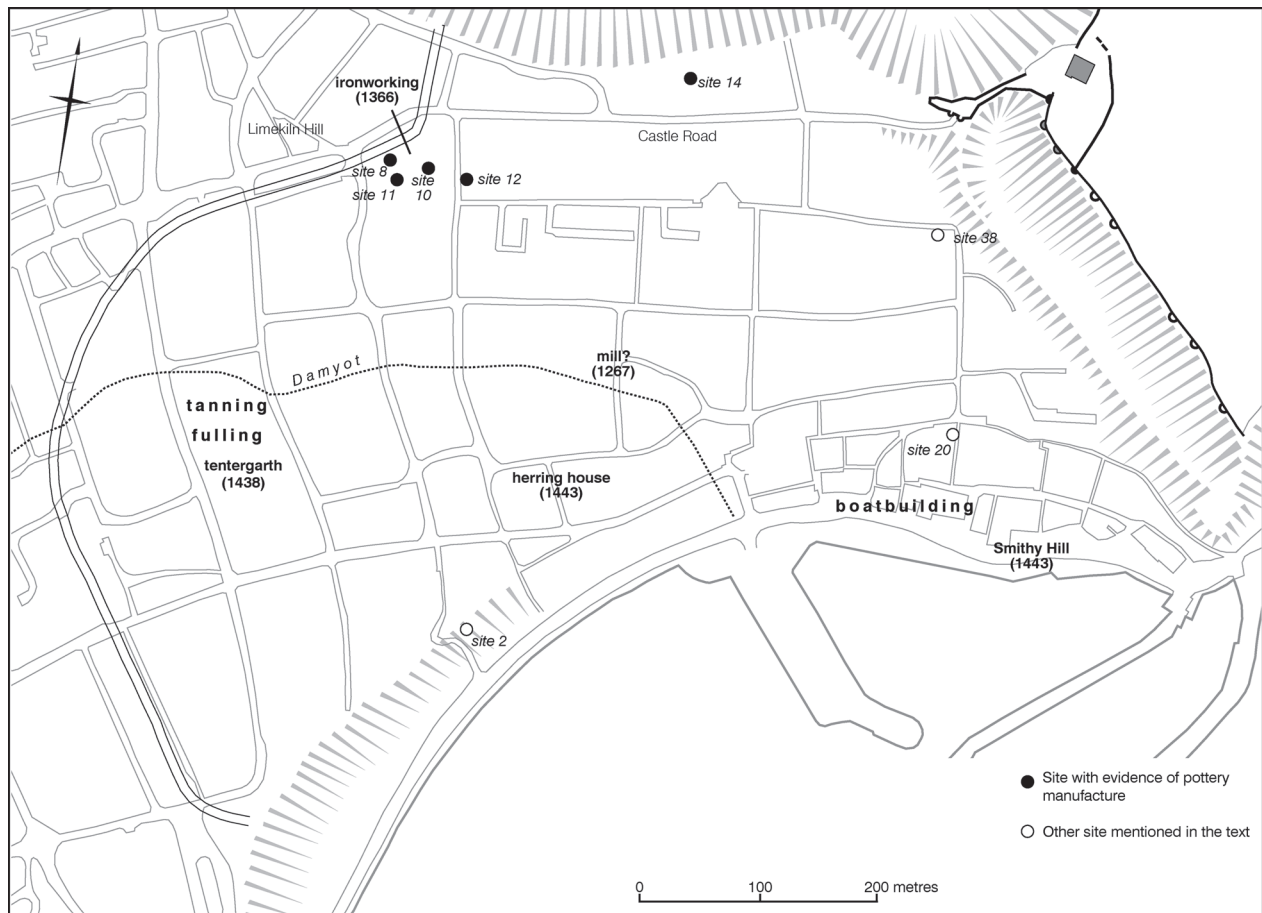 ironworking
(1366)
site 14
Limekiln Hill
Castle Road
site 8
site
10
site 11
site 12
site 38
Damyot
mill?
(1267)
tanning
fulling
tentergarth
(1438)
herring house
(1443)
site 20
boatbuilding
Smithy Hill
(1443)
site 2
Site with evidence of pottery
manufacture
Other site mentioned in the text
0 100 200 metres